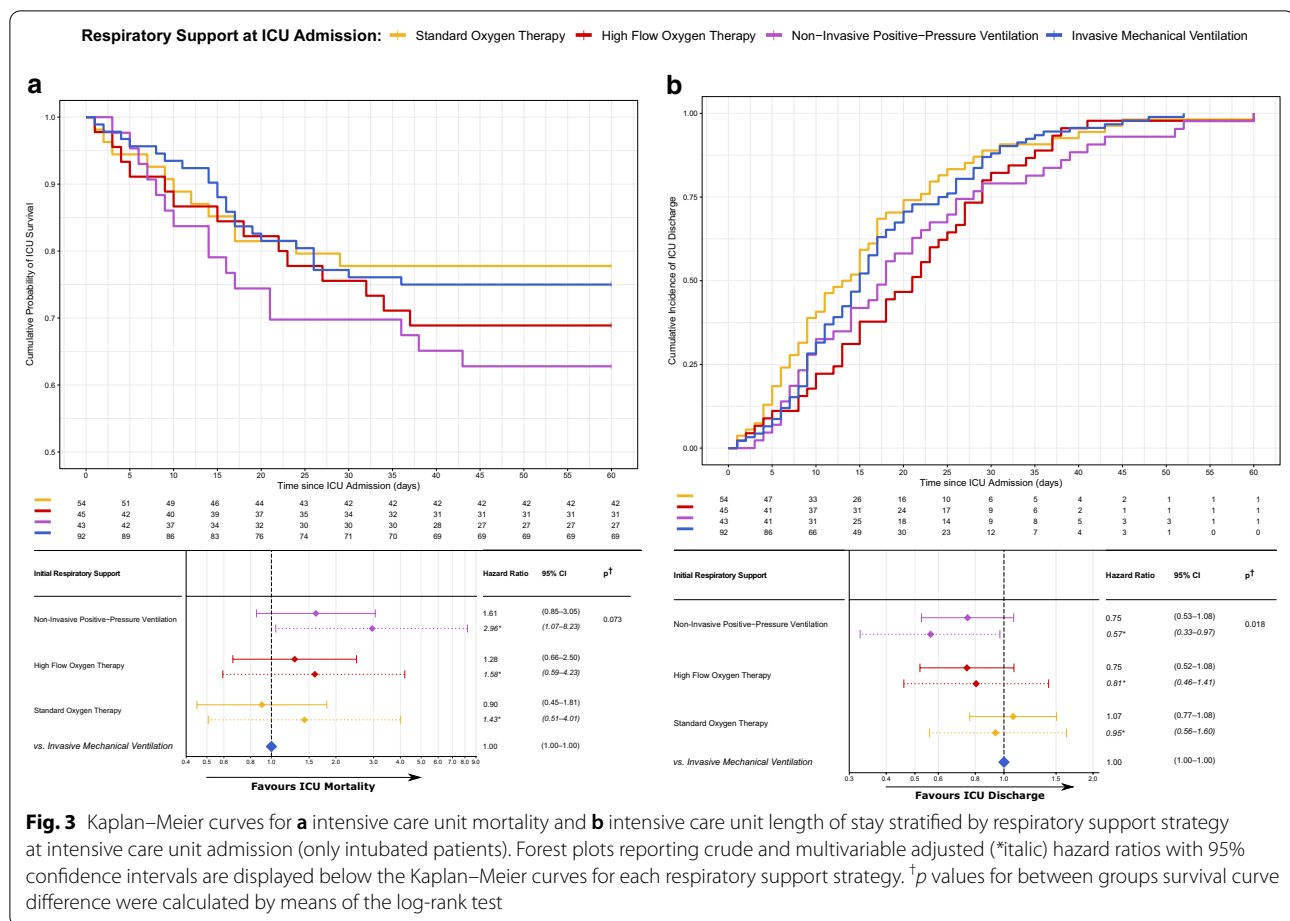 Respiratory Support at ICU Admission: Standard Oxygen Therapy High Flow Oxygen Therapy Non-Invasive Positive-Pressure Ventilation Invasive Mechanical Ventilation
a
Cumulative Probability of ICU Survival
1.0
0.9
0.8
0.7
0.6
0.5
0 5 10 15 20 25 30 35 40 45 50 55 60
Time since ICU Admission (days)
54 51 49 46 44 43 42 42 42 42 42 42 42
45 42 40 39 37 35 34 32 31 31 31 31 31
43 42 37 34 32 30 30 30 28 27 27 27 27
92 89 86 83 76 74 71 70 69 69 69 69 69
Initial Respiratory Support Hazard Ratio 95% CI p†
Non-Invasive Positive-Pressure Ventilation 1.61 (0.85–3.05) 0.073
2.96* (1.07–8.23)
High Flow Oxygen Therapy 1.28 (0.66–2.50)
1.58* (0.59–4.23)
Standard Oxygen Therapy 0.90 (0.45–1.81)
1.43* (0.51–4.01)
vs. Invasive Mechanical Ventilation 1.00 (1.00–1.00)
0.4 0.5 0.6 0.8 1.0 2.0 3.0 4.0 5.0 6.0 7.0 8.0 9.0
Favours ICU Mortality
b
Cumulative Incidence of ICU Discharge
1.00
0.75
0.50
0.25
0.00
0 5 10 15 20 25 30 35 40 45 50 55 60
Time since ICU Admission (days)
54 47 33 26 16 10 6 5 4 2 1 1 1
45 41 37 31 24 17 9 6 2 1 1 1 1
43 41 31 25 18 14 9 8 5 3 3 1 1
92 86 66 49 30 23 12 7 4 3 1 0 0
Initial Respiratory Support Hazard Ratio 95% CI p†
Non-Invasive Positive-Pressure Ventilation 0.75 (0.53–1.08) 0.018
0.57* (0.33–0.97)
High Flow Oxygen Therapy 0.75 (0.52–1.08)
0.81* (0.46–1.41)
Standard Oxygen Therapy 1.07 (0.77–1.08)
0.95* (0.56–1.60)
vs. Invasive Mechanical Ventilation 1.00 (1.00–1.00)
0.3 0.4 0.6 0.8 1.0 1.5 2.0
Favours ICU Discharge
Fig. 3 Kaplan–Meier curves for a intensive care unit mortality and b intensive care unit length of stay stratified by respiratory support strategy
at intensive care unit admission (only intubated patients). Forest plots reporting crude and multivariable adjusted (*italic) hazard ratios with 95%
confidence intervals are displayed below the Kaplan–Meier curves for each respiratory support strategy. †p values for between groups survival curve
difference were calculated by means of the log-rank test